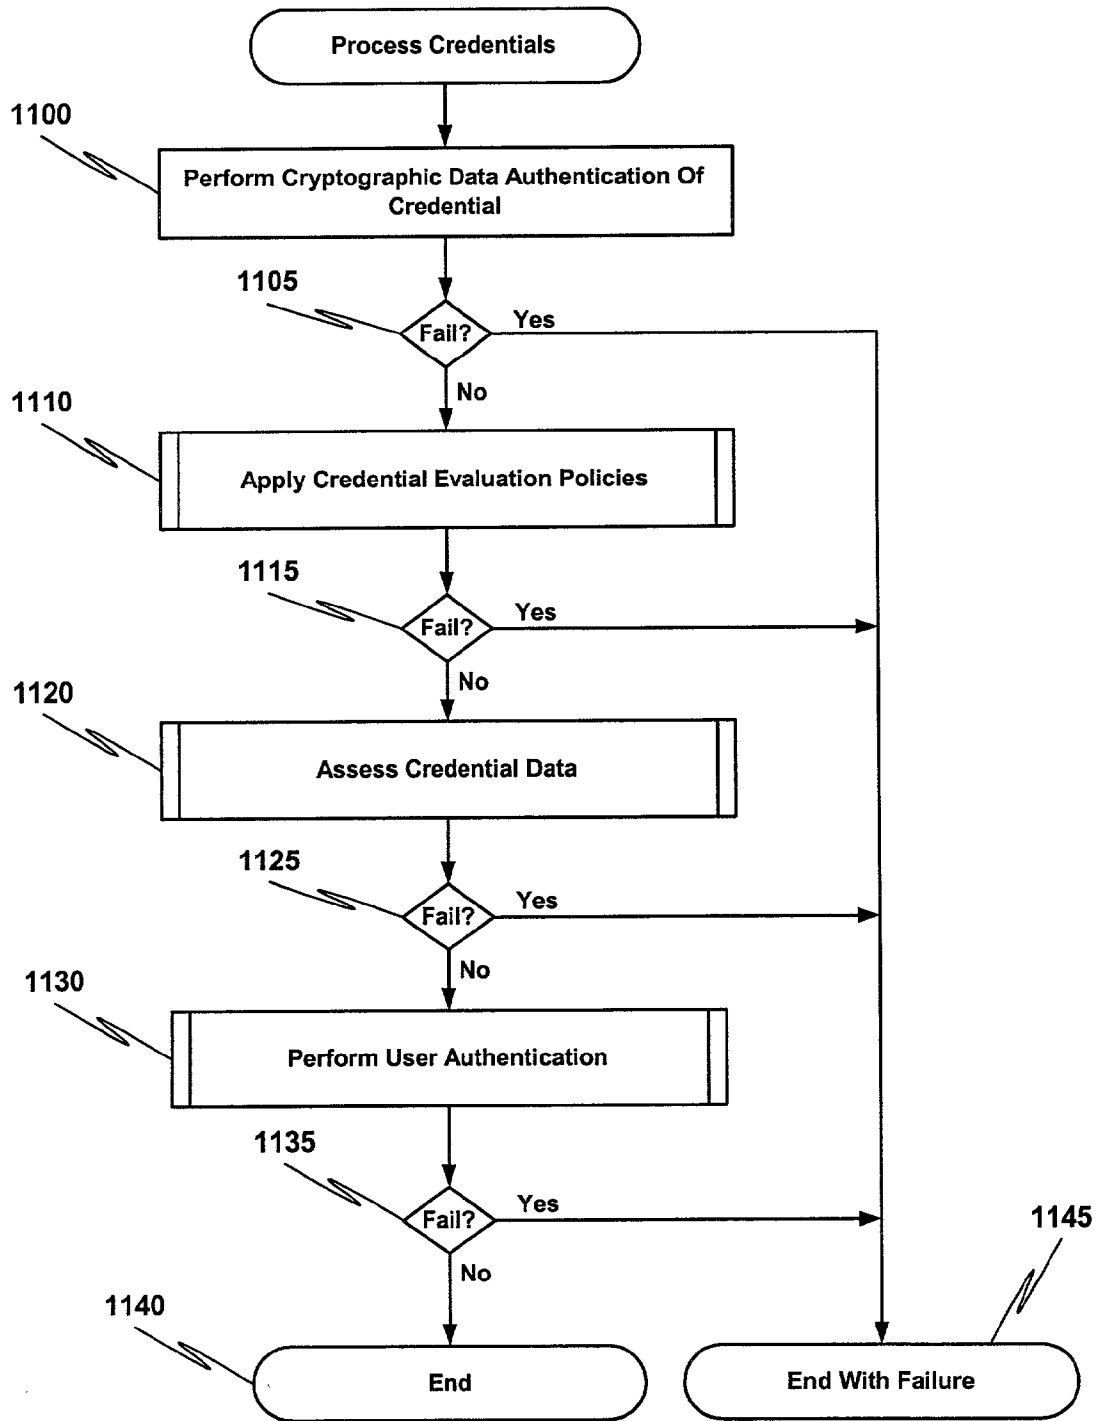 Process Credentials
1100
Perform Cryptographic Data Authentication Of
Credential
1105
Fail?
Yes
No
1110
Apply Credential Evaluation Policies
1115
Fail?
Yes
No
1120
Assess Credential Data
1125
Fail?
Yes
No
1130
Perform User Authentication
1135
Fail?
Yes
No
1145
1140
End
End With Failure